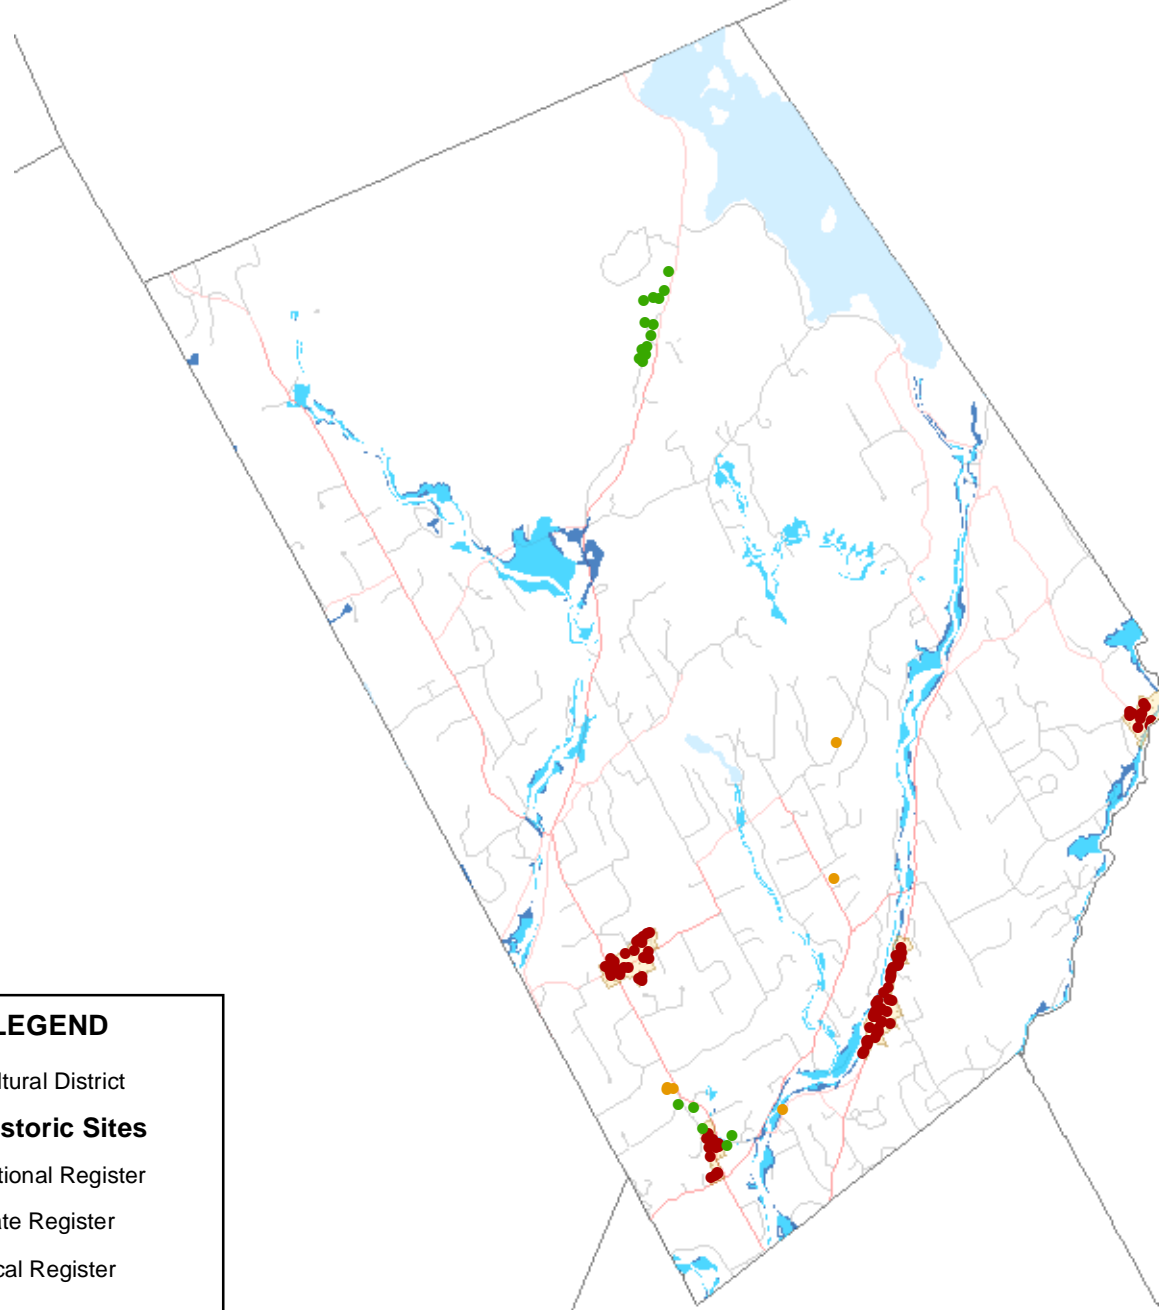 LEGEND
ltural District
storic Sites
tional Register
ate Register
cal Register